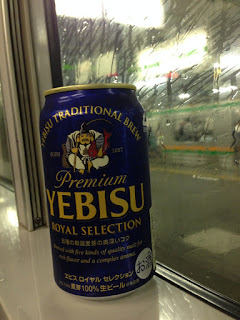 YEBISU TRADITIONAL BREW
Premium
YEBISU
ROYAL SELECTION
Brewed with five kinds of quality malt for
rich flavor and a complex aroma.
ヱビス ロイヤル セレクション
麦芽100% 生ビール
お酒